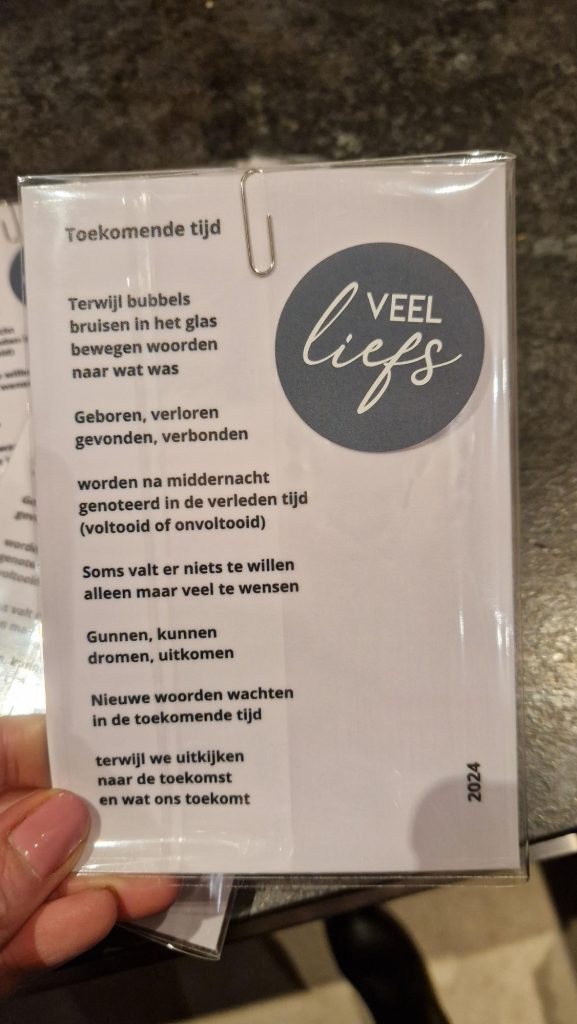 Toekomende tijd
VEEL
liefs
Terwijl bubbels
bruisen in het glas
bewegen woorden
naar wat was
Geboren, verloren
gevonden, verbonden
worden na middernacht
genoteerd in de verleden tijd
(voltooid of onvoltooid)
Soms valt er niets te willen
alleen maar veel te wensen
Gunnen, kunnen
dromen, uitkomen
Nieuwe woorden wachten
in de toekomende tijd
terwijl we uitkijken
naar de toekomst
en wat ons toekomt
2024